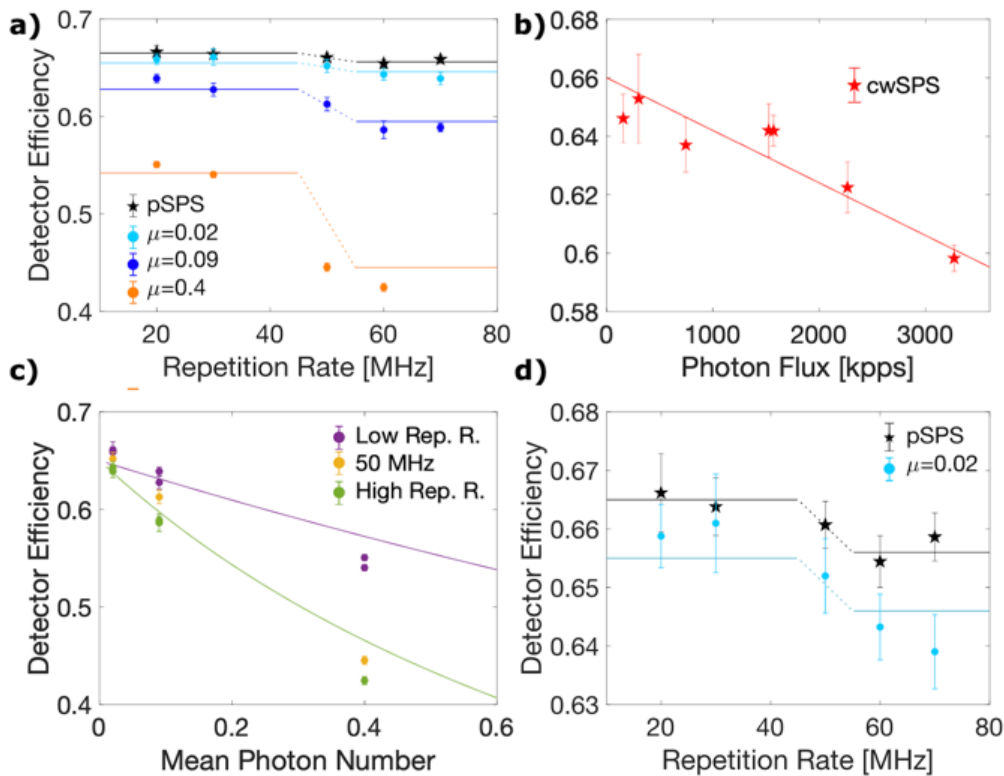 a)
0.7
0.6
0.5
0.4
Detector Efficiency
pSPS
μ=0.02
μ=0.09
μ=0.4
20
40
60
80
Repetition Rate [MHz]
b)
0.68
0.66
0.64
0.62
0.6
0.58
cwSPS
0
1000
2000
3000
Photon Flux [kpps]
c)
0.7
0.6
0.5
0.4
Detector Efficiency
Low Rep. R.
50 MHz
High Rep. R.
0
0.2
0.4
0.6
Mean Photon Number
d)
0.68
0.67
0.66
0.65
0.64
0.63
Detector Efficiency
pSPS
μ=0.02
20
40
60
80
Repetition Rate [MHz]